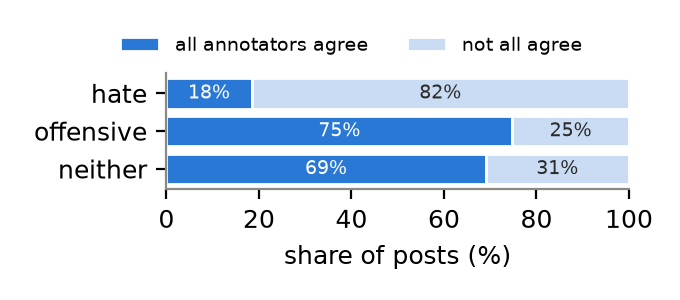 all annotators agree not all agree
hate 18% 82%
offensive 75% 25%
neither 69% 31%
0 20 40 60 80 100
share of posts (%)